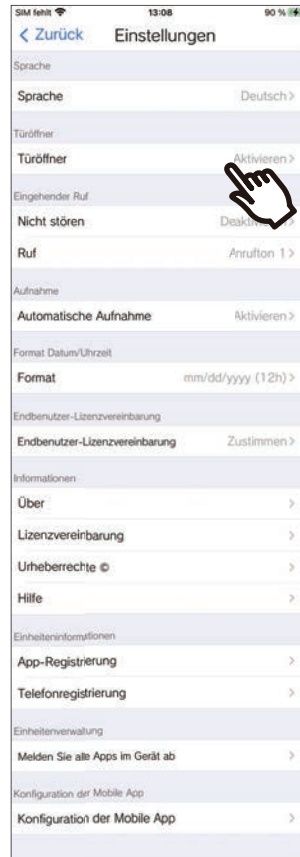 SIM fehlt 13:08 90 %
Zurück Einstellungen
Sprache
Sprache Deutsch >
Türöffner
Türöffner Aktivieren >
Eingehender Ruf
Nicht stören
Ruf Anrufton 1 >
Aufnahme
Automatische Aufnahme Aktivieren >
Format Datum/Uhrzeit
Format mm/dd/yyyy (12h) >
Endbenutzer-Lizenzvereinbarung
Endbenutzer-Lizenzvereinbarung Zustimmen >
Informationen
Über >
Lizenzvereinbarung >
Urheberrechte © >
Hilfe >
Einheiteninformationen
App-Registrierung >
Telefonregistrierung >
Einheitenverwaltung
Melden Sie alle Apps im Gerät ab >
Konfiguration der Mobile App
Konfiguration der Mobile App >